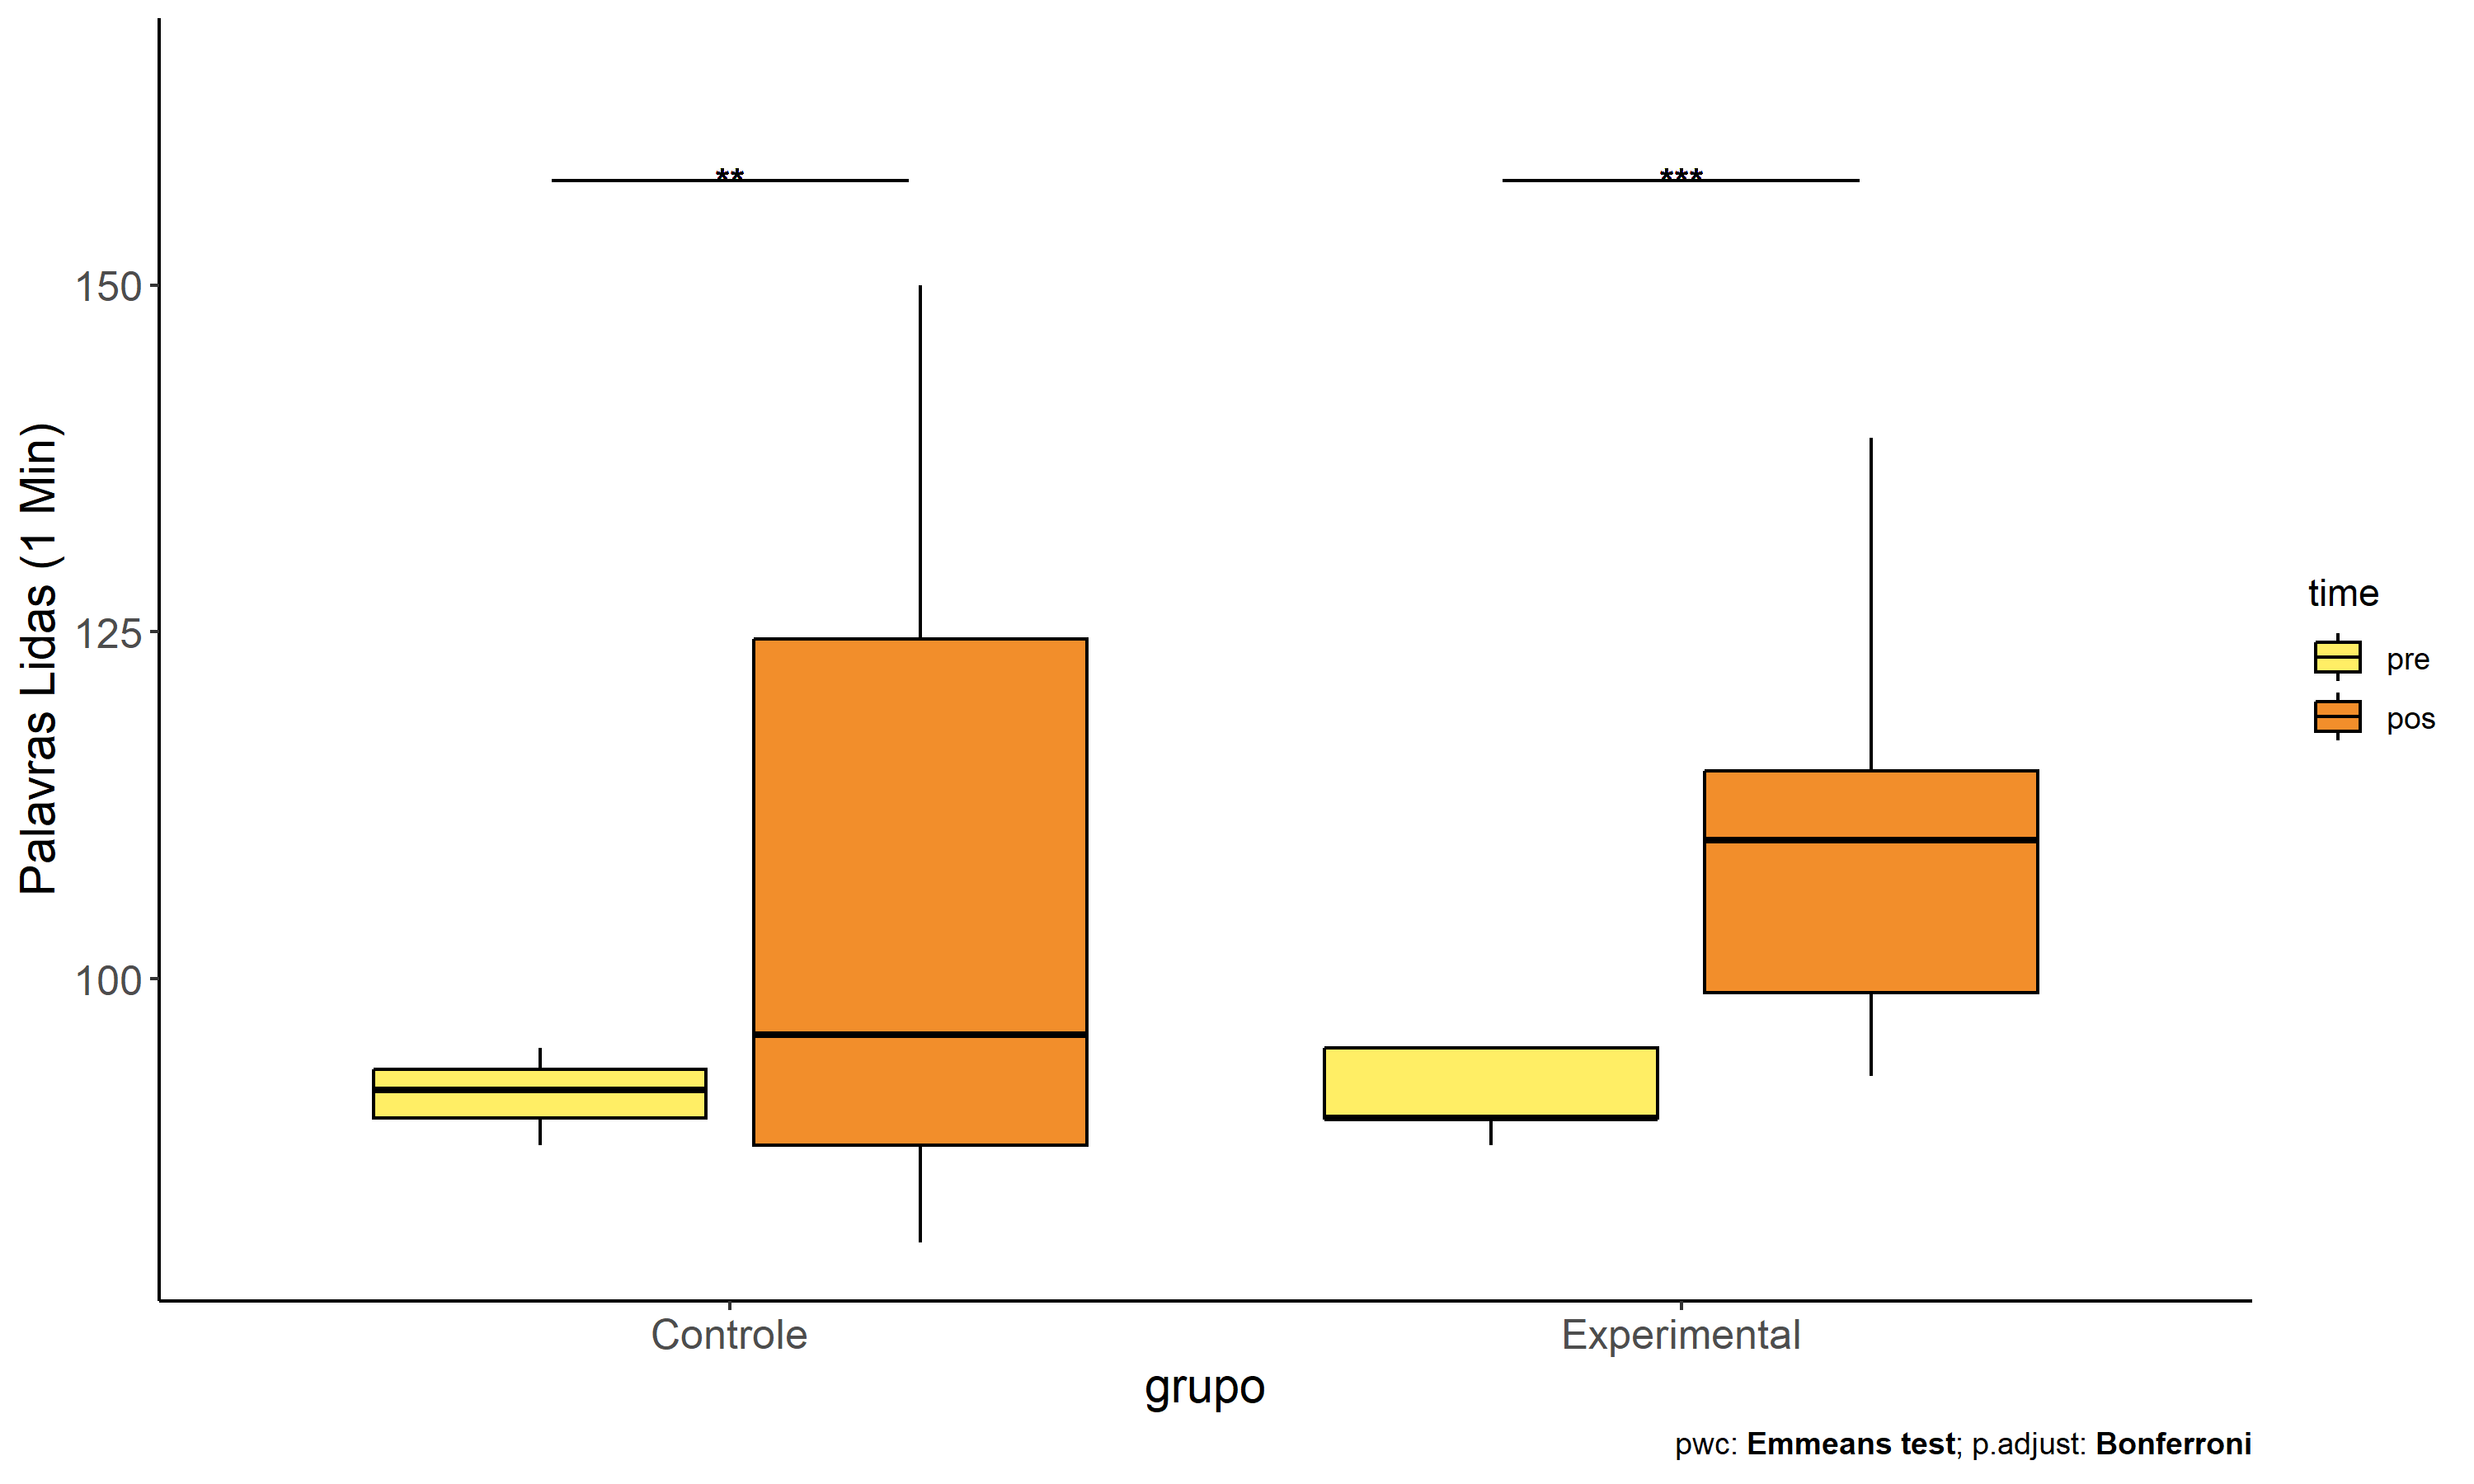 ** ***
150
125
100
Palavras Lidas (1 Min)
time
pre
pos
Controle Experimental
grupo
pwc: Emmeans test; p.adjust: Bonferroni